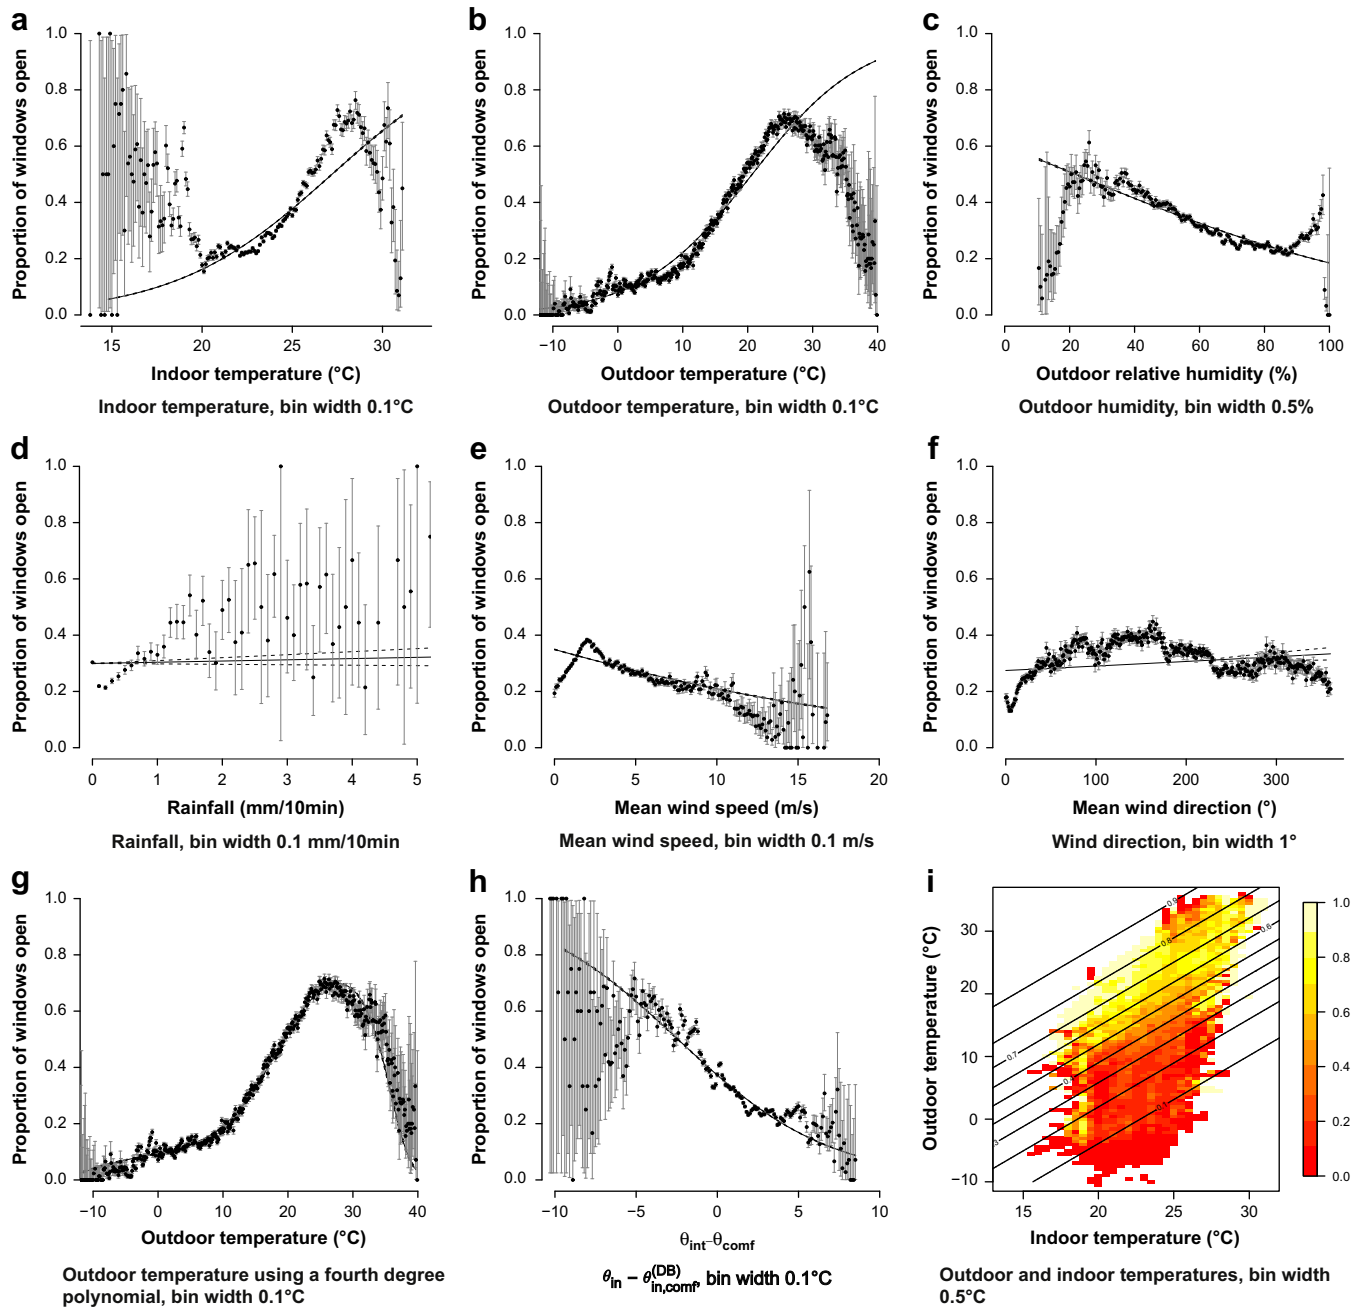 a
Proportion of windows open
1.0
0.8
0.6
0.4
0.2
0.0
15 20 25 30
Indoor temperature (°C)
Indoor temperature, bin width 0.1°C
b
Proportion of windows open
1.0
0.8
0.6
0.4
0.2
0.0
−10 0 10 20 30 40
Outdoor temperature (°C)
Outdoor temperature, bin width 0.1°C
c
Proportion of windows open
1.0
0.8
0.6
0.4
0.2
0.0
0 20 40 60 80 100
Outdoor relative humidity (%)
Outdoor humidity, bin width 0.5%
d
Proportion of windows open
1.0
0.8
0.6
0.4
0.2
0.0
0 1 2 3 4 5
Rainfall (mm/10min)
Rainfall, bin width 0.1 mm/10min
e
Proportion of windows open
1.0
0.8
0.6
0.4
0.2
0.0
0 5 10 15 20
Mean wind speed (m/s)
Mean wind speed, bin width 0.1 m/s
f
Proportion of windows open
1.0
0.8
0.6
0.4
0.2
0.0
0 100 200 300
Mean wind direction (°)
Wind direction, bin width 1°
g
Proportion of windows open
1.0
0.8
0.6
0.4
0.2
0.0
−10 0 10 20 30 40
Outdoor temperature (°C)
Outdoor temperature using a fourth degree
polynomial, bin width 0.1°C
h
Proportion of windows open
1.0
0.8
0.6
0.4
0.2
0.0
−10 −5 0 5 10
θint−θcomf
θin − θin,comf(DB), bin width 0.1°C
i
Outdoor temperature (°C)
30
20
10
0
−10
0.9
0.8
0.6
0.7
0.1
15 20 25 30
1.0
0.8
0.6
0.4
0.2
0.0
Indoor temperature (°C)
Outdoor and indoor temperatures, bin width
0.5°C